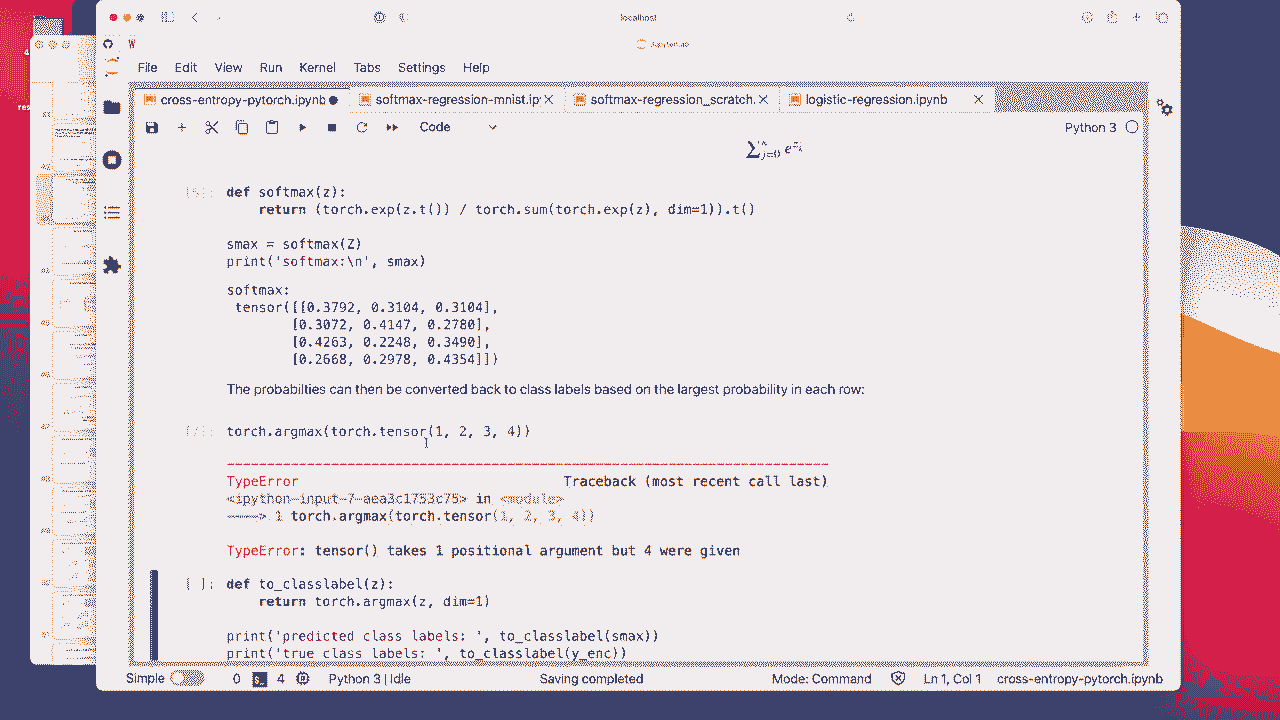 localhost
File Edit View Run Kernel Tabs Settings Help
cross-entropy-pytorch.ipynb softmax-regression-mnist.ip softmax-regression_scratch. logistic-regression.ipynb
Code Python 3
def softmax(z):
return (torch.exp(z.t()) / torch.sum(torch.exp(z), dim=1)).t()
smax = softmax(Z)
print('softmax:\n', smax)
softmax:
tensor([[0.3792, 0.3104, 0.3104],
[0.3072, 0.4147, 0.2780],
[0.4263, 0.2248, 0.3490],
[0.2668, 0.2978, 0.4354]])
The probabilties can then be converted back to class labels based on the largest probability in each row:
[7]: torch.argmax(torch.tensor(1, 2, 3, 4))
TypeError Traceback (most recent call last)
<ipython-input-7-aea3c1753c75> in <module>
----> 1 torch.argmax(torch.tensor(1, 2, 3, 4))
TypeError: tensor() takes 1 positional argument but 4 were given
[ ]: def to_classlabel(z):
return torch.argmax(z, dim=1)
print('predicted class labels: ', to_classlabel(smax))
print('true class labels: ', to_classlabel(y_enc))
Simple 0 4 Python 3 | Idle Saving completed Mode: Command Ln 1, Col 1 cross-entropy-pytorch.ipynb